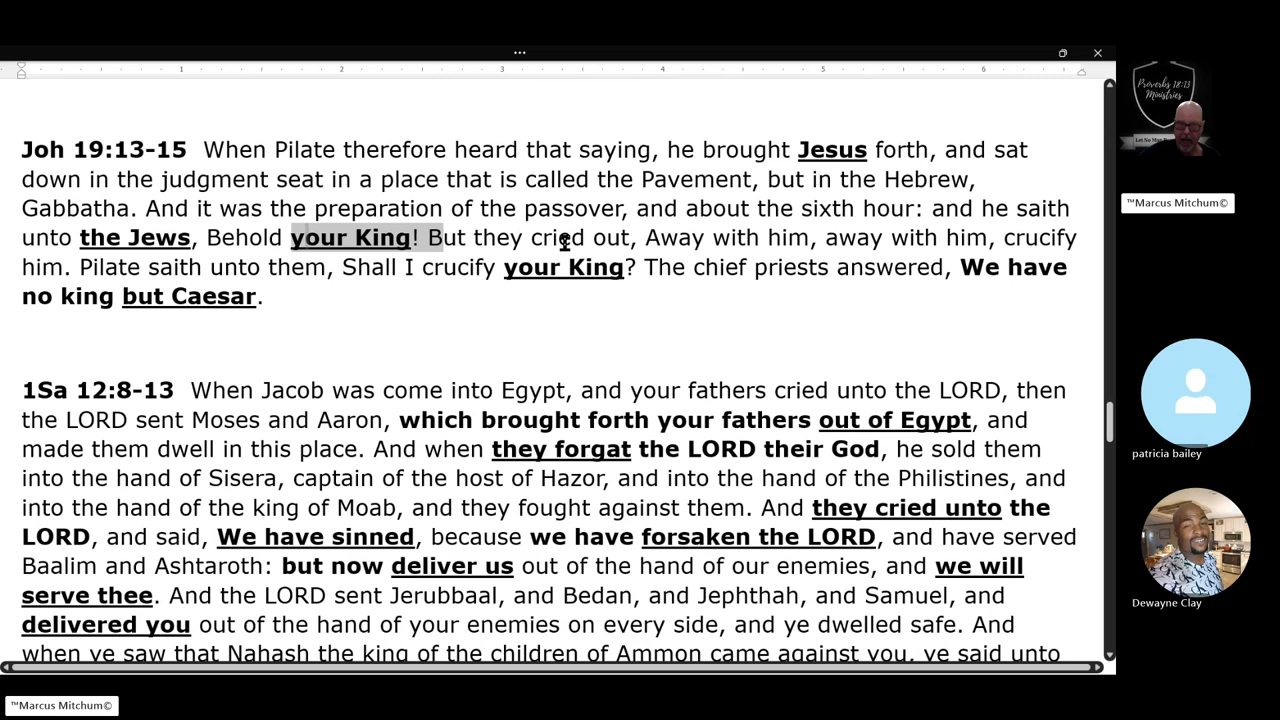 1 2 3 4 5 6
Joh 19:13-15  When Pilate therefore heard that saying, he brought Jesus forth, and sat
down in the judgment seat in a place that is called the Pavement, but in the Hebrew,
Gabbatha. And it was the preparation of the passover, and about the sixth hour: and he saith
unto the Jews, Behold your King! But they cried out, Away with him, away with him, crucify
him. Pilate saith unto them, Shall I crucify your King? The chief priests answered, We have
no king but Caesar.
1Sa 12:8-13  When Jacob was come into Egypt, and your fathers cried unto the LORD, then
the LORD sent Moses and Aaron, which brought forth your fathers out of Egypt, and
made them dwell in this place. And when they forgat the LORD their God, he sold them
into the hand of Sisera, captain of the host of Hazor, and into the hand of the Philistines, and
into the hand of the king of Moab, and they fought against them. And they cried unto the
LORD, and said, We have sinned, because we have forsaken the LORD, and have served
Baalim and Ashtaroth: but now deliver us out of the hand of our enemies, and we will
serve thee. And the LORD sent Jerubbaal, and Bedan, and Jephthah, and Samuel, and
delivered you out of the hand of your enemies on every side, and ye dwelled safe. And
when ye saw that Nahash the king of the children of Ammon came against you, ye said unto
Proverbs 18:13
Ministries
Let No Man
™Marcus Mitchum©
patricia bailey
Dewayne Clay
™Marcus Mitchum©